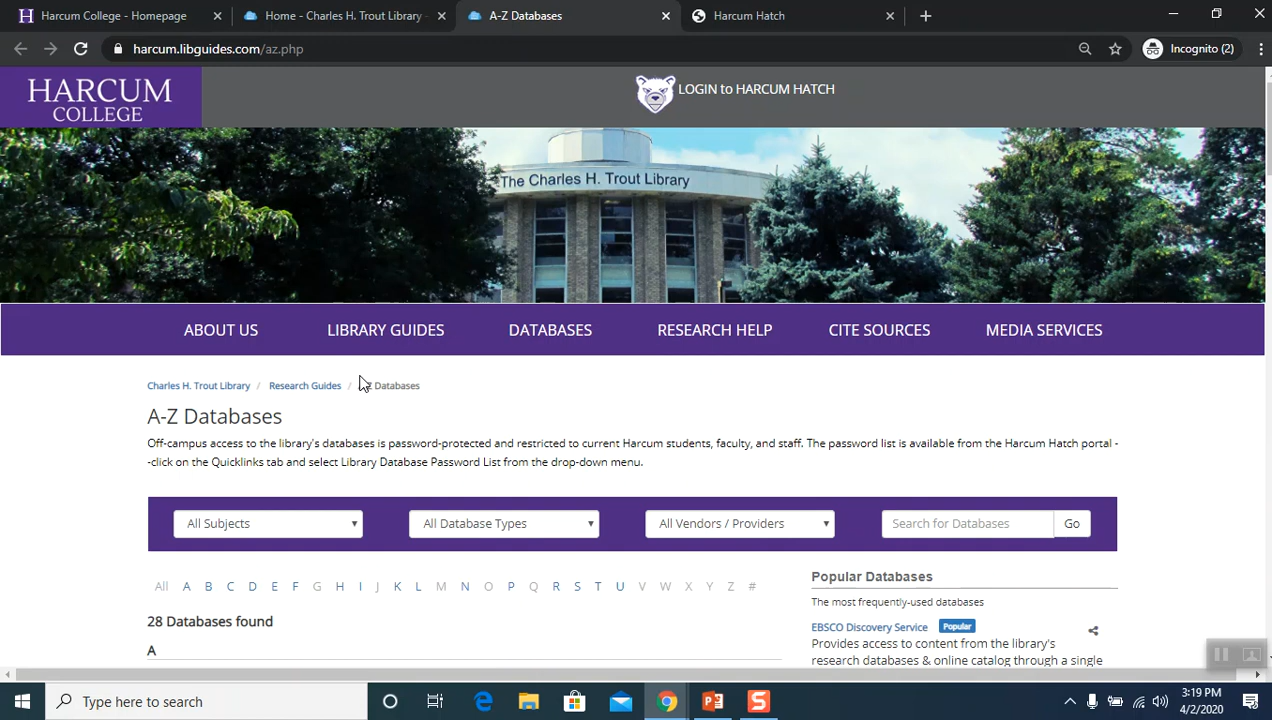 Harcum College - Homepage
Home - Charles H. Trout Library -
A-Z Databases
Harcum Hatch
harcum.libguides.com/az.php
Incognito (2)
HARCUM
COLLEGE
LOGIN to HARCUM HATCH
The Charles H. Trout Library
ABOUT US
LIBRARY GUIDES
DATABASES
RESEARCH HELP
CITE SOURCES
MEDIA SERVICES
Charles H. Trout Library / Research Guides / Databases
A-Z Databases
Off-campus access to the library's databases is password-protected and restricted to current Harcum students, faculty, and staff. The password list is available from the Harcum Hatch portal -
-click on the Quicklinks tab and select Library Database Password List from the drop-down menu.
All Subjects
All Database Types
All Vendors / Providers
Search for Databases
Go
All A B C D E F G H I J K L M N O P Q R S T U V W X Y Z #
28 Databases found
A
Popular Databases
The most frequently-used databases
EBSCO Discovery Service Popular
Provides access to content from the library's
research databases & online catalog through a single
Type here to search
3:19 PM
4/2/2020